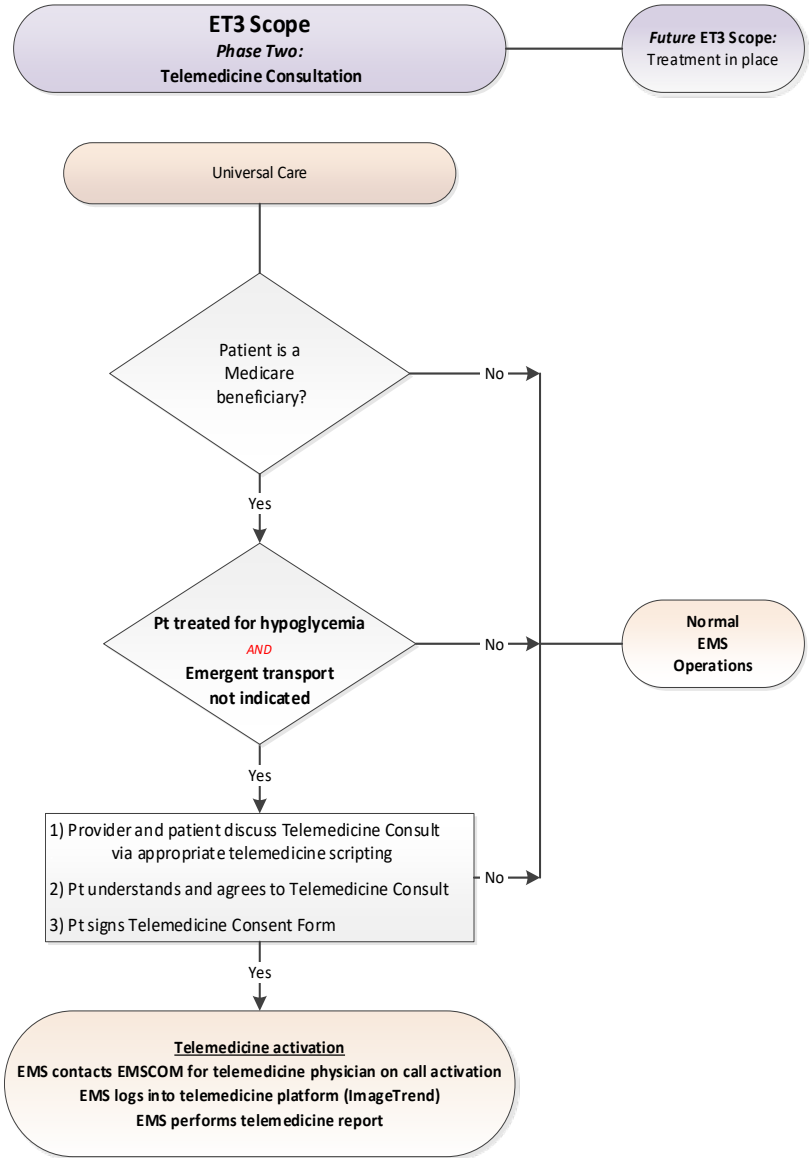 ET3 Scope
Phase Two:
Telemedicine Consultation
Future ET3 Scope:
Treatment in place
Universal Care
Patient is a
Medicare
beneficiary?
No
Yes
Pt treated for hypoglycemia
AND
Emergent transport
not indicated
No
Normal
EMS
Operations
Yes
1) Provider and patient discuss Telemedicine Consult
via appropriate telemedicine scripting
2) Pt understands and agrees to Telemedicine Consult
3) Pt signs Telemedicine Consent Form
No
Yes
Telemedicine activation
EMS contacts EMSCOM for telemedicine physician on call activation
EMS logs into telemedicine platform (ImageTrend)
EMS performs telemedicine report